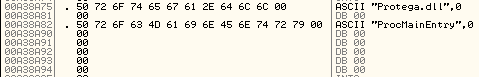 00A38A75 . 50 72 6F 74 65 67 61 2E 64 6C 6C 00 ASCII "Protega.dll",0
00A38A81 00 DB 00
00A38A82 . 50 72 6F 63 4D 61 69 6E 45 6E 74 72 79 00 ASCII "ProcMainEntry",0
00A38A90 00 DB 00
00A38A91 00 DB 00
00A38A92 00 DB 00
00A38A93 00 DB 00
00A38A94 00 DB 00